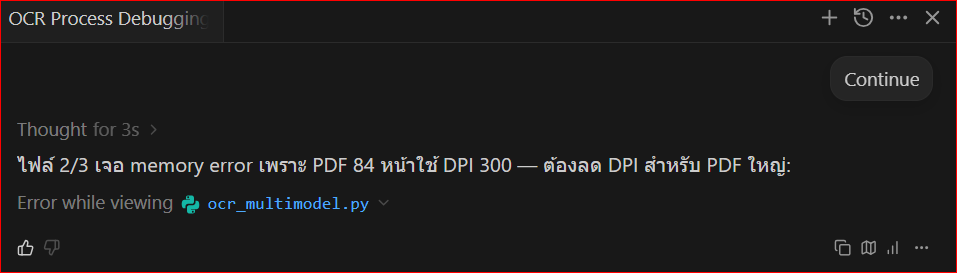 OCR Process Debugging
Continue
Thought for 3s
ไฟล์ 2/3 เจอ memory error เพราะ PDF 84 หน้าใช้ DPI 300 — ต้องลด DPI สำหรับ PDF ใหญ่:
Error while viewing ocr_multimodel.py